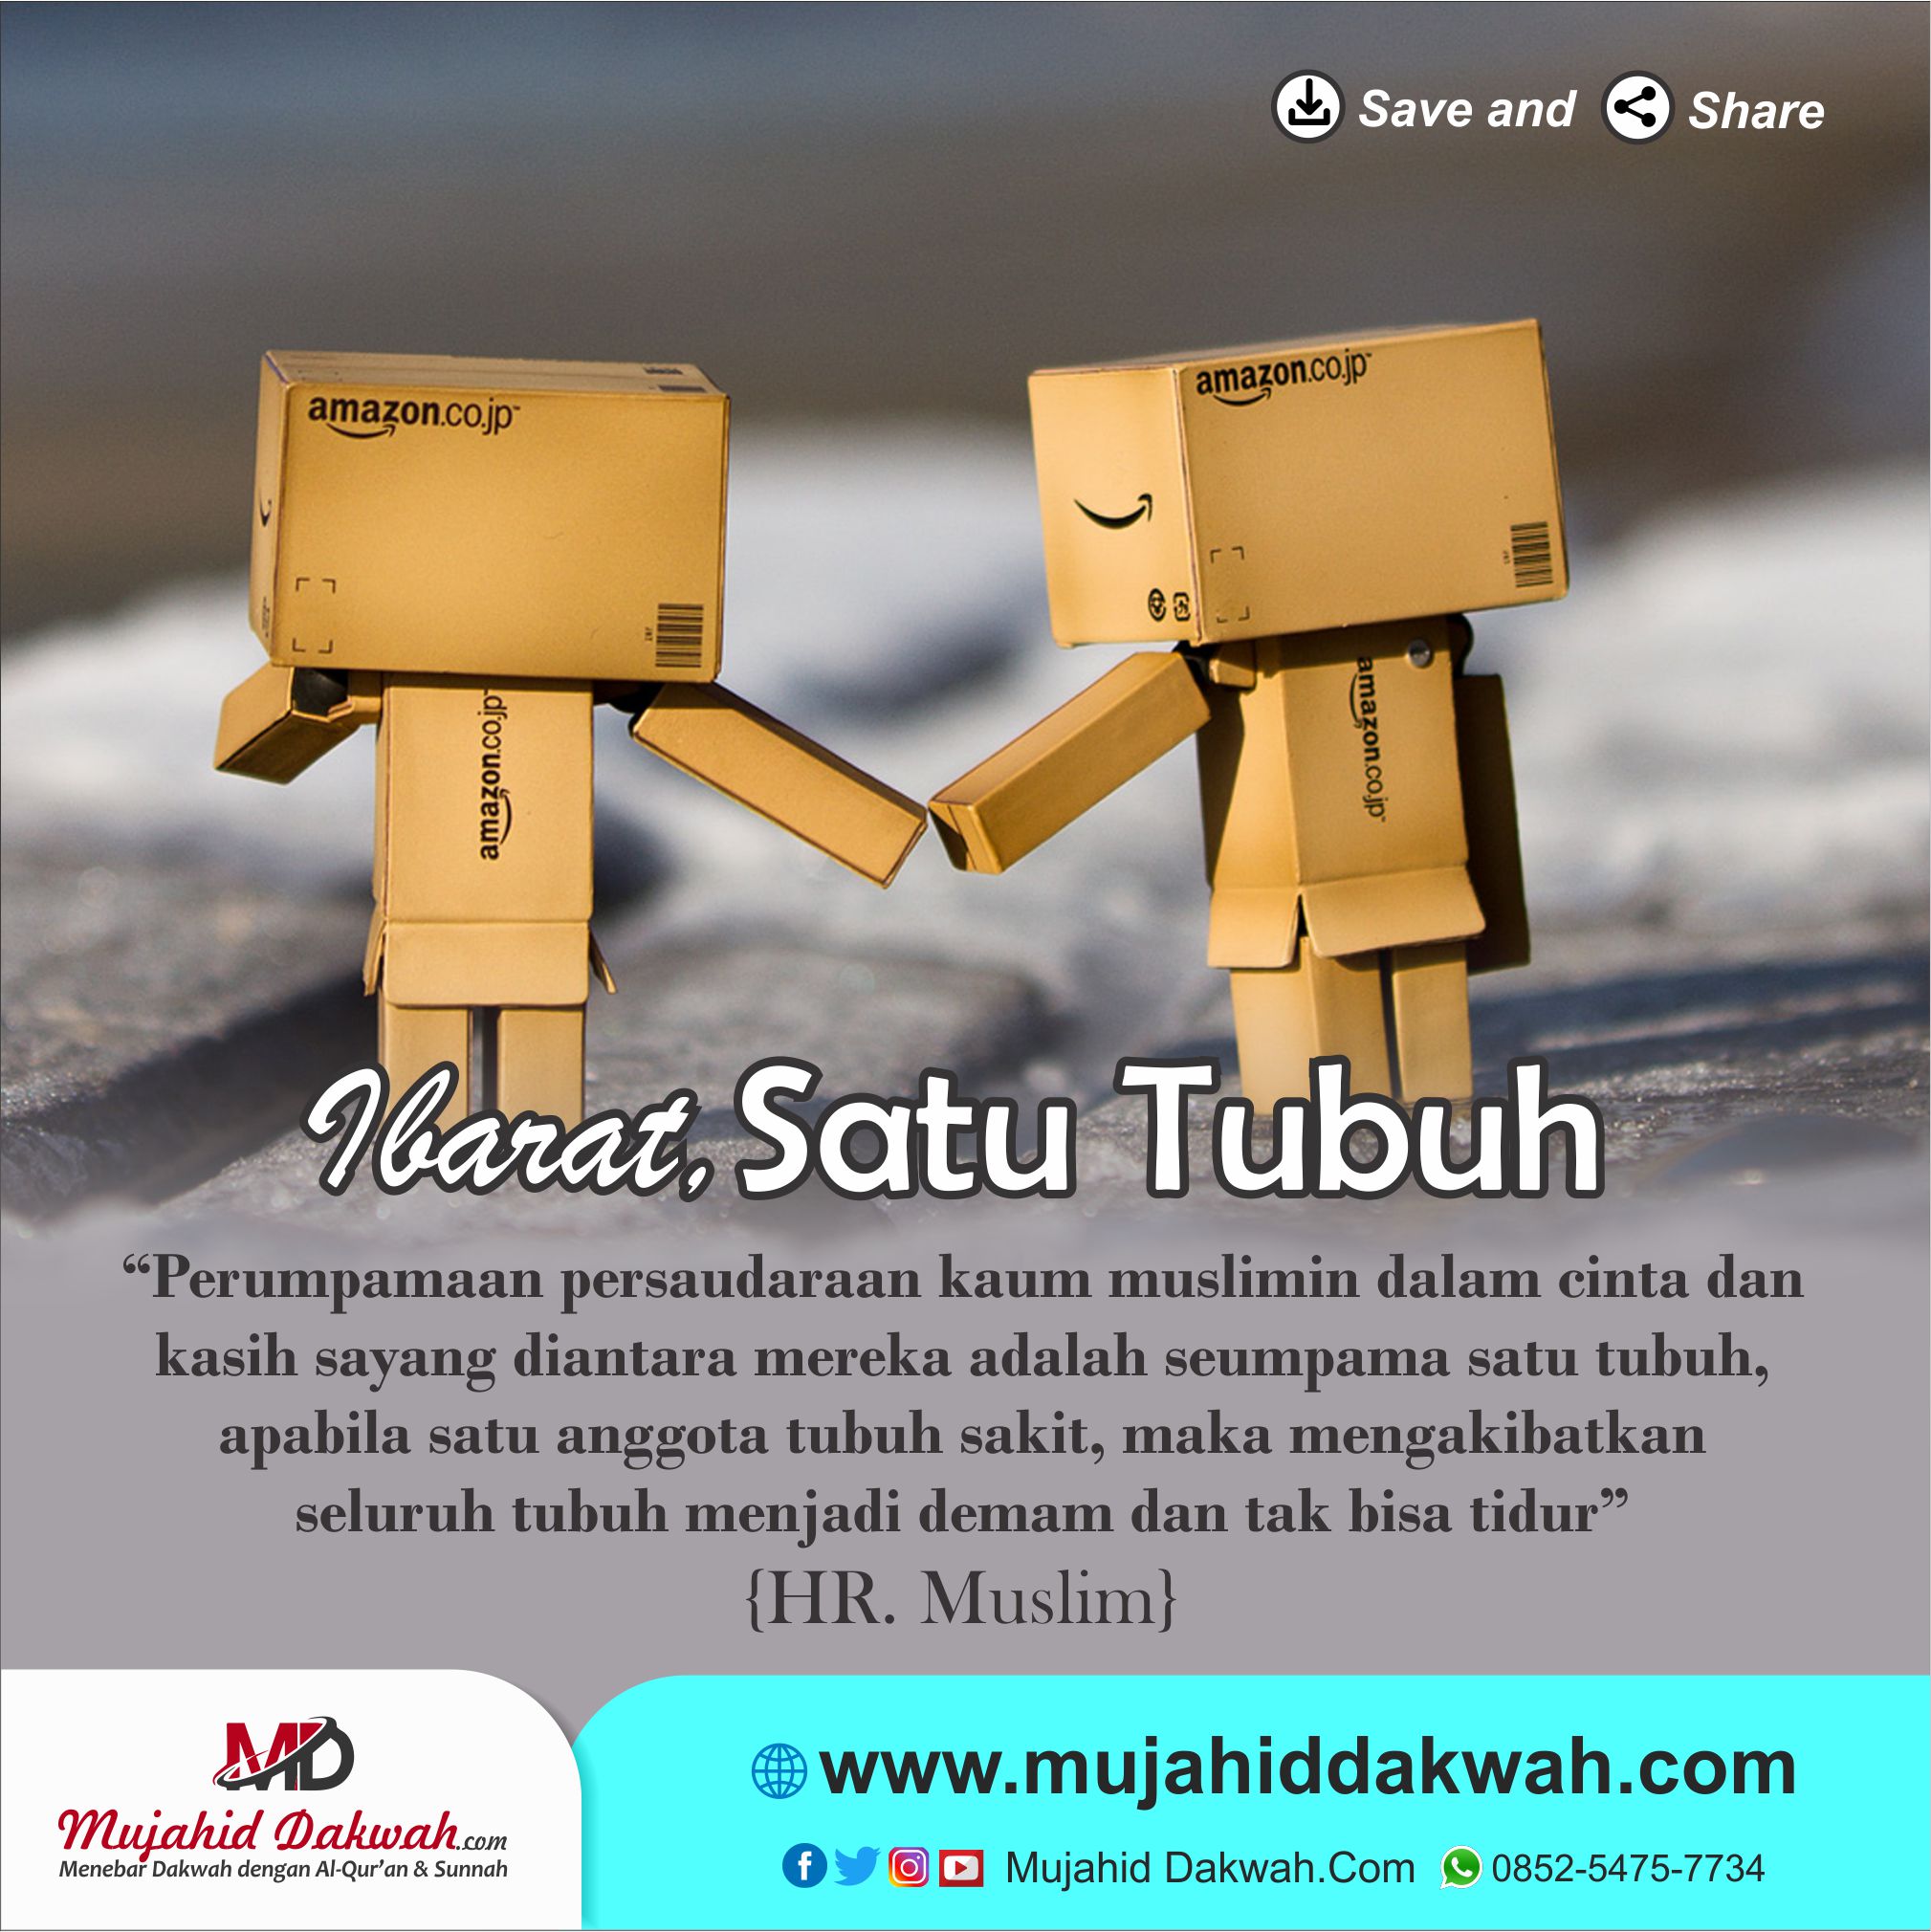 Save and Share
amazon.co.jp
amazon.co.jp
amazon.co.jp
amazon.co.jp
Ibarat, Satu Tubuh
“Perumpamaan persaudaraan kaum muslimin dalam cinta dan
kasih sayang diantara mereka adalah seumpama satu tubuh,
apabila satu anggota tubuh sakit, maka mengakibatkan
seluruh tubuh menjadi demam dan tak bisa tidur”
{HR. Muslim}
MD
Mujahid Dakwah.com
Menebar Dakwah dengan Al-Qur'an & Sunnah
www.mujahiddakwah.com
Mujahid Dakwah.Com 0852-5475-7734